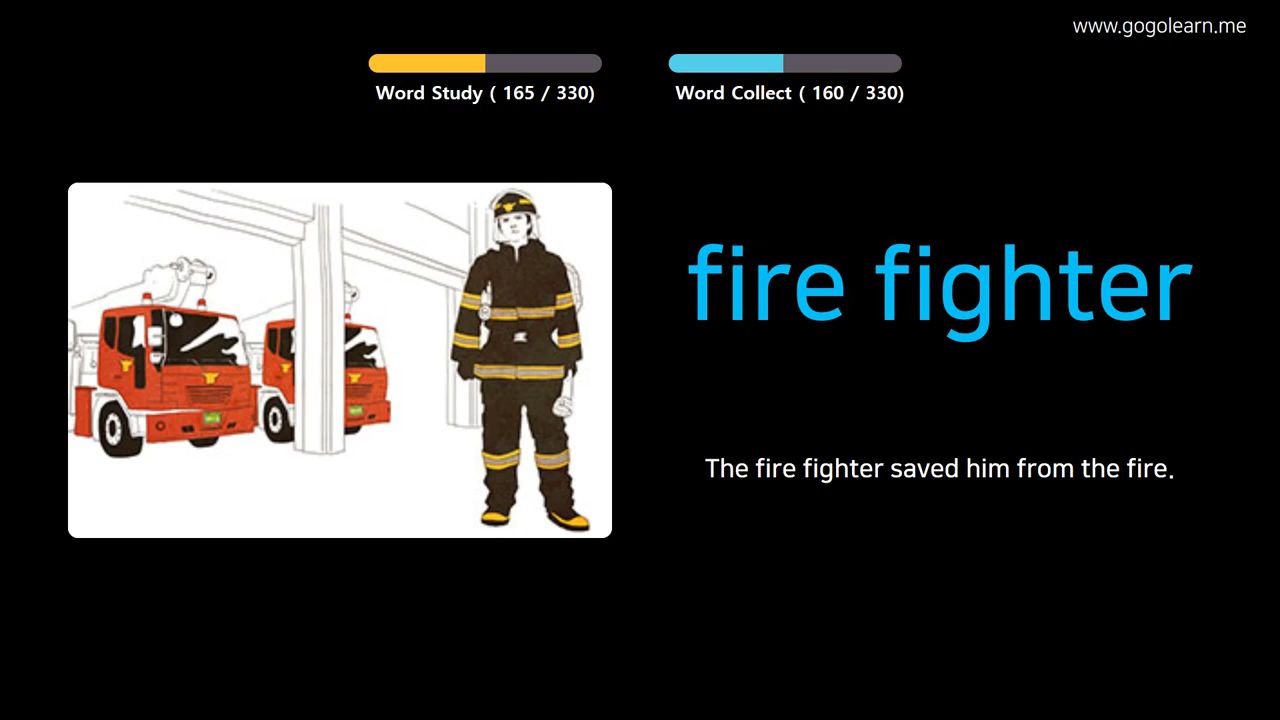 www.gogolearn.me
Word Study ( 165 / 330)
Word Collect ( 160 / 330)
fire fighter
The fire fighter saved him from the fire.